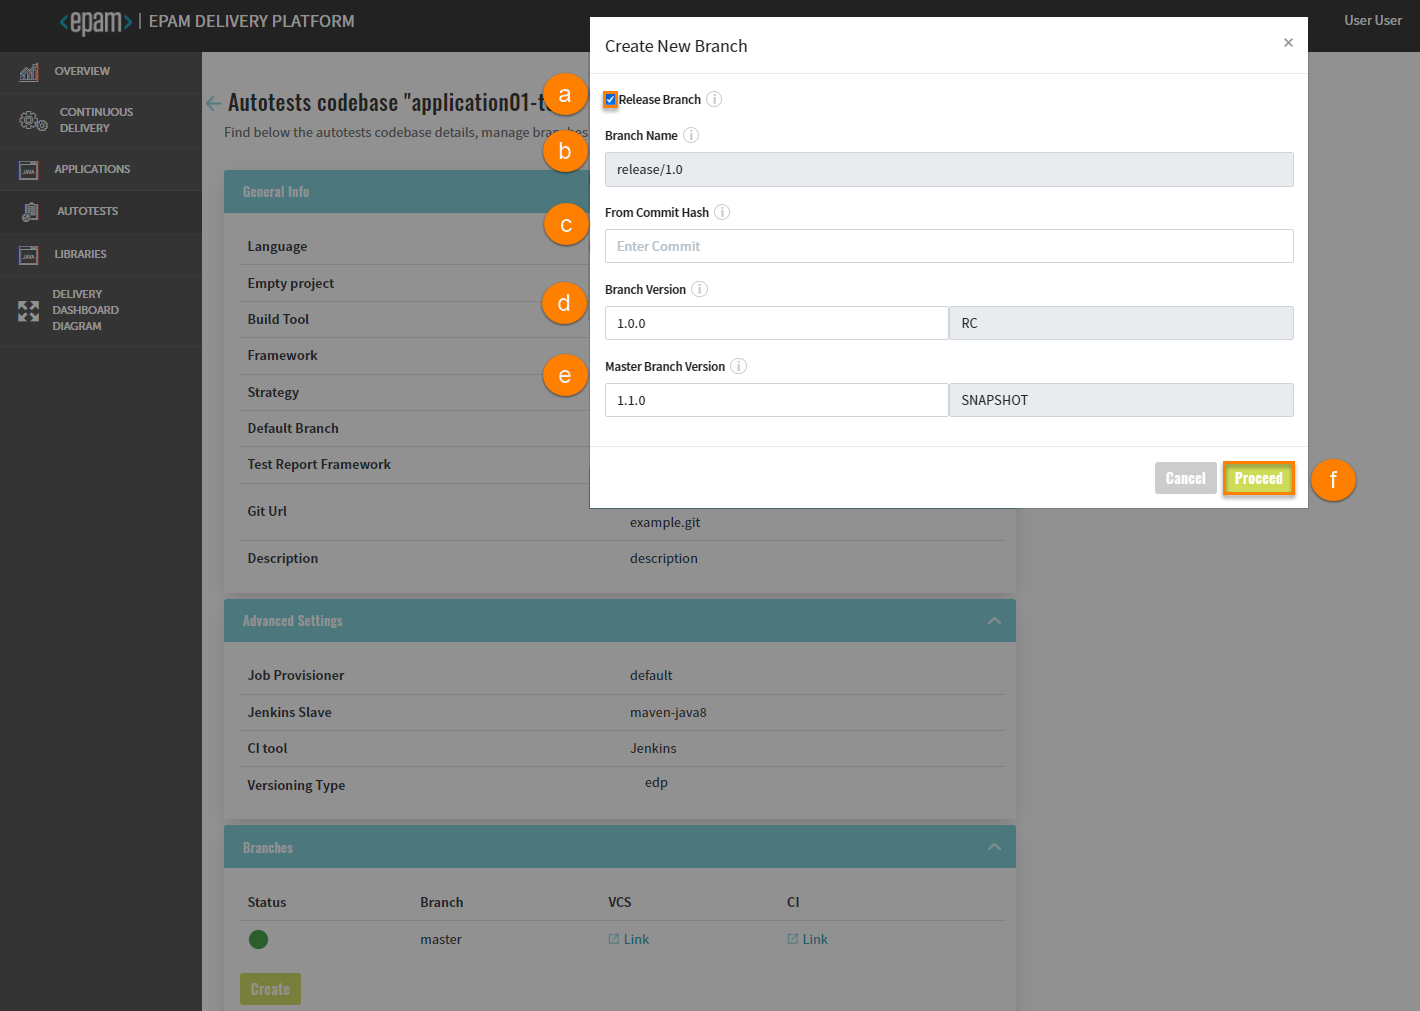 <epam> | EPAM DELIVERY PLATFORM
User User
OVERVIEW
CONTINUOUS
DELIVERY
APPLICATIONS
AUTOTESTS
LIBRARIES
DELIVERY
DASHBOARD
DIAGRAM
JAVA
JAVA
Autotests codebase "application01-t
Find below the autotests codebase details, manage branches
General Info
Language
Empty project
Build Tool
Framework
Strategy
Default Branch
Test Report Framework
Git Url
example.git
Description
description
Advanced Settings
Job Provisioner
default
Jenkins Slave
maven-java8
CI tool
Jenkins
Versioning Type
edp
Branches
Status
Branch
VCS
CI
master
Link
Link
Create
Create New Branch
×
a
Release Branch i
b
Branch Name i
release/1.0
c
From Commit Hash i
Enter Commit
d
Branch Version i
1.0.0
RC
e
Master Branch Version i
1.1.0
SNAPSHOT
Cancel
Proceed
f